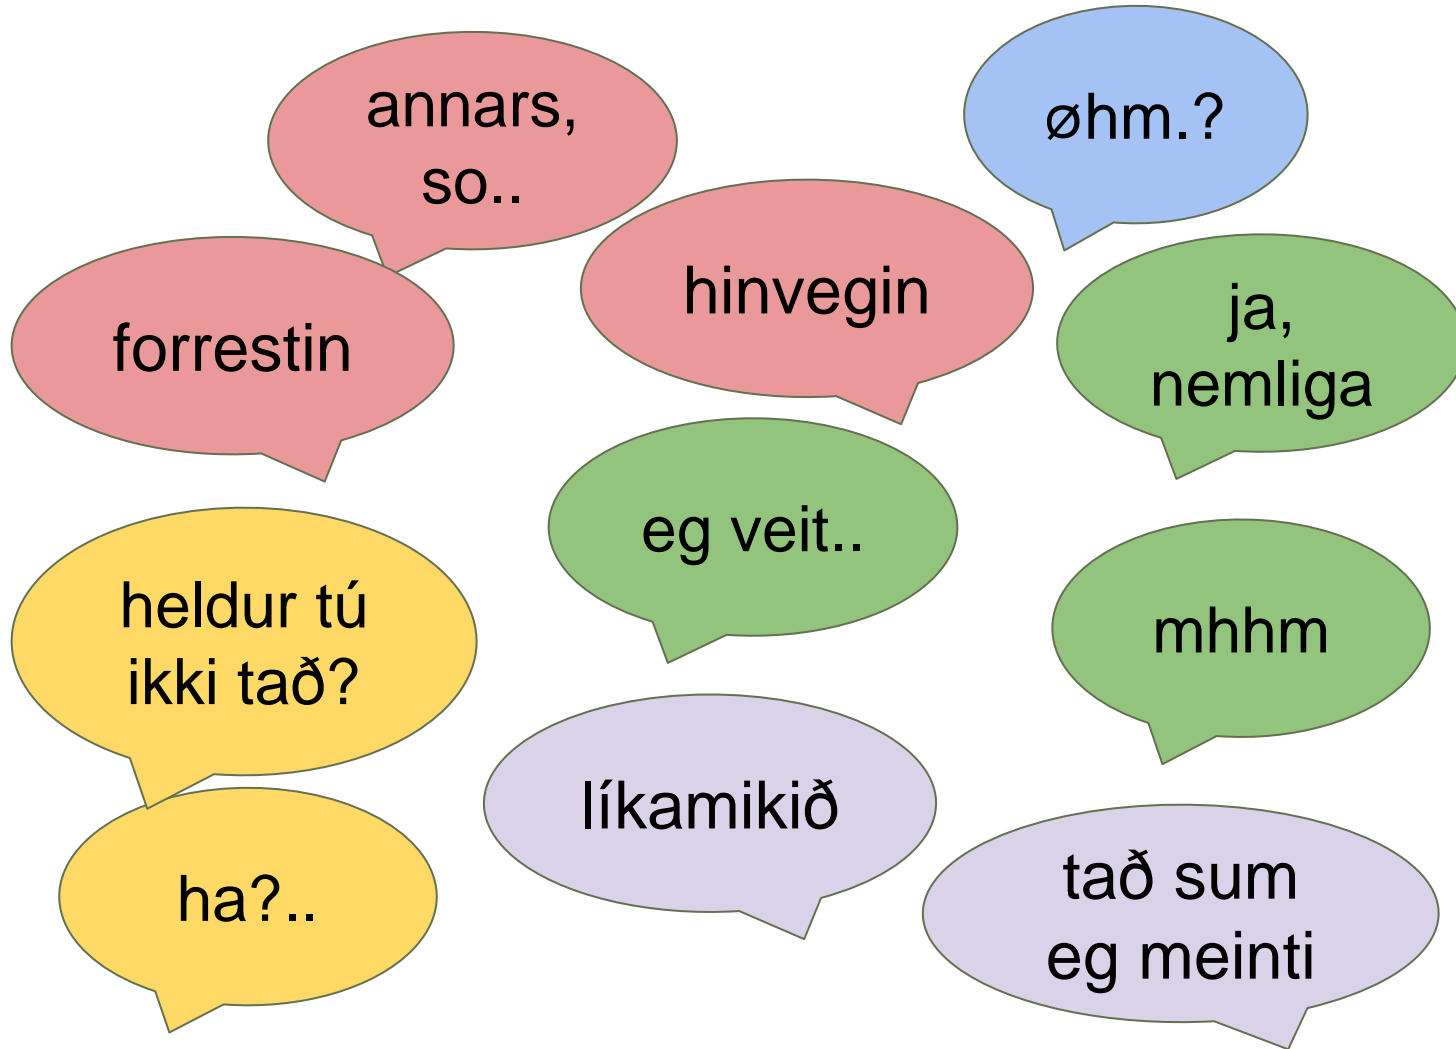 annars,
so..
øhm.?
forrestin
hinvegin
ja,
nemliga
eg veit..
heldur tú
ikki tað?
mhhm
líkamikið
ha?..
tað sum
eg meinti